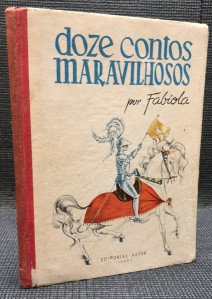 doze contos
MARAVILHOSOS
por Fabíola
EDITORIAL ASTER
LISBOA